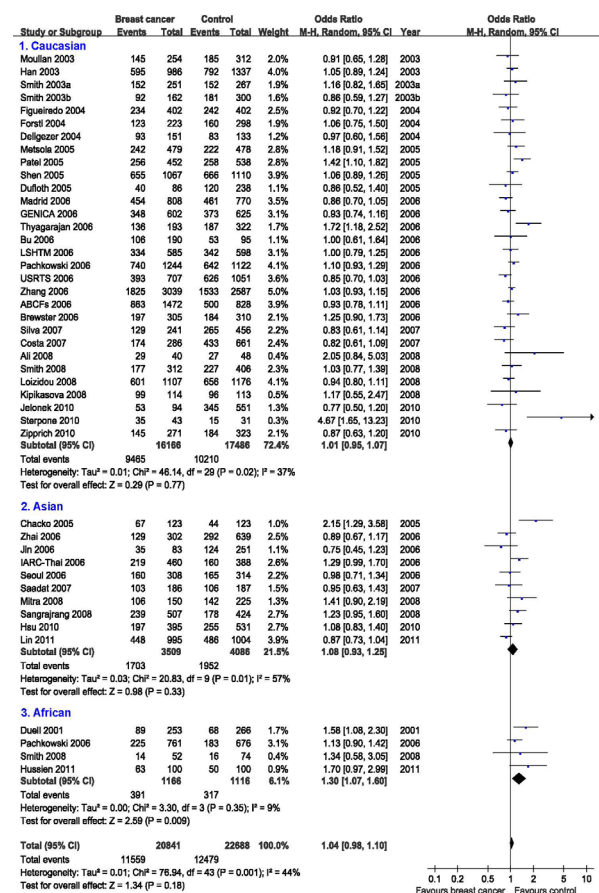 Breast cancer Control Odds Ratio Odds Ratio
Study or Subgroup Events Total Events Total Weight M-H, Random, 95% CI Year M-H, Random, 95% CI
1. Caucasian
Moullan 2003 145 254 185 312 2.0% 0.91 [0.65, 1.28] 2003
Han 2003 595 986 792 1337 3.9% 1.05 [0.89, 1.24] 2003
Smith 2003a 152 251 152 267 1.9% 1.16 [0.82, 1.65] 2003a
Smith 2003b 92 162 181 300 1.7% 0.86 [0.59, 1.27] 2003b
Figueiredo 2004 234 402 242 402 2.4% 0.92 [0.70, 1.22] 2004
Forstl 2004 123 223 160 298 1.9% 1.06 [0.75, 1.50] 2004
Deligezer 2004 93 151 83 133 1.2% 0.97 [0.60, 1.56] 2004
Metsola 2005 242 479 222 478 2.7% 1.18 [0.91, 1.52] 2005
Patel 2005 256 452 258 538 2.7% 1.42 [1.10, 1.82] 2005
Shen 2005 655 1067 666 1110 3.8% 1.06 [0.89, 1.26] 2005
Dufloth 2005 40 86 120 238 1.1% 0.86 [0.52, 1.40] 2005
Madrid 2006 454 808 461 770 3.4% 0.86 [0.70, 1.05] 2006
GENICA 2006 348 602 373 625 3.0% 0.93 [0.74, 1.16] 2006
Thyagarajan 2006 136 193 187 322 1.7% 1.72 [1.18, 2.52] 2006
Bu 2006 106 190 53 95 1.1% 1.00 [0.61, 1.64] 2006
LSHTM 2006 334 585 342 598 2.9% 1.00 [0.79, 1.25] 2006
Pachkowski 2006 740 1244 642 1122 3.9% 1.10 [0.93, 1.29] 2006
USRTS 2006 393 707 626 1051 3.5% 0.85 [0.70, 1.03] 2006
Zhang 2006 1825 3039 1533 2587 5.0% 1.03 [0.93, 1.15] 2006
ABCFs 2006 863 1472 500 828 3.8% 0.93 [0.78, 1.11] 2006
Brewster 2006 197 305 184 310 2.0% 1.25 [0.90, 1.73] 2006
Silva 2007 129 241 265 456 2.1% 0.83 [0.61, 1.14] 2007
Costa 2007 174 286 433 661 2.3% 0.82 [0.61, 1.09] 2007
Ali 2008 29 40 27 48 0.4% 2.05 [0.84, 5.03] 2008
Smith 2008 177 312 227 406 2.3% 1.03 [0.77, 1.39] 2008
Loizidou 2008 601 1107 656 1176 3.9% 0.94 [0.80, 1.11] 2008
Kipikasova 2008 99 114 96 113 0.5% 1.17 [0.55, 2.47] 2008
Jelonek 2010 53 94 345 551 1.3% 0.77 [0.50, 1.20] 2010
Sterpone 2010 35 43 15 31 0.3% 4.67 [1.65, 13.23] 2010
Zipprich 2010 145 271 184 323 2.0% 0.87 [0.63, 1.20] 2010
Subtotal (95% CI) 16166 17486 72.4% 1.01 [0.95, 1.07]
Total events 9465 10210
Heterogeneity: Tau² = 0.01; Chi² = 46.14, df = 29 (P = 0.02); I² = 37%
Test for overall effect: Z = 0.29 (P = 0.77)
2. Asian
Chacko 2005 67 123 44 123 1.0% 2.15 [1.29, 3.58] 2005
Zhai 2006 129 302 292 639 2.5% 0.89 [0.67, 1.17] 2006
Jin 2006 35 83 124 251 1.0% 0.75 [0.45, 1.23] 2006
IARC-Thai 2006 219 460 160 388 2.5% 1.29 [0.99, 1.70] 2006
Seoul 2006 160 308 165 314 2.1% 0.98 [0.71, 1.34] 2006
Saadat 2007 103 186 106 187 1.5% 0.95 [0.63, 1.43] 2007
Mitra 2008 106 150 142 225 1.4% 1.41 [0.90, 2.19] 2008
Sangrajrang 2008 239 507 178 424 2.6% 1.23 [0.95, 1.60] 2008
Hsu 2010 197 395 255 531 2.6% 1.08 [0.83, 1.40] 2010
Lin 2011 448 995 486 1004 3.7% 0.87 [0.73, 1.04] 2011
Subtotal (95% CI) 3509 4086 21.5% 1.08 [0.93, 1.25]
Total events 1703 1952
Heterogeneity: Tau² = 0.03; Chi² = 20.83, df = 9 (P = 0.01); I² = 57%
Test for overall effect: Z = 0.98 (P = 0.33)
3. African
Duell 2001 89 253 68 266 1.7% 1.58 [1.08, 2.30] 2001
Pachkowski 2006 225 761 183 676 2.9% 1.13 [0.90, 1.42] 2006
Smith 2008 14 52 16 74 0.4% 1.34 [0.58, 3.05] 2008
Hussien 2011 63 100 50 100 1.0% 1.70 [0.97, 2.99] 2011
Subtotal (95% CI) 1166 1116 6.1% 1.30 [1.07, 1.60]
Total events 391 317
Heterogeneity: Tau² = 0.00; Chi² = 3.30, df = 3 (P = 0.35); I² = 9%
Test for overall effect: Z = 2.59 (P = 0.009)
Total (95% CI) 20841 22688 100.0% 1.04 [0.98, 1.10]
Total events 11559 12479
Heterogeneity: Tau² = 0.01; Chi² = 76.94, df = 43 (P = 0.001); I² = 44%
Test for overall effect: Z = 1.34 (P = 0.18)
0.1 0.2 0.5 1 2 5 10
Favours breast cancer Favours control